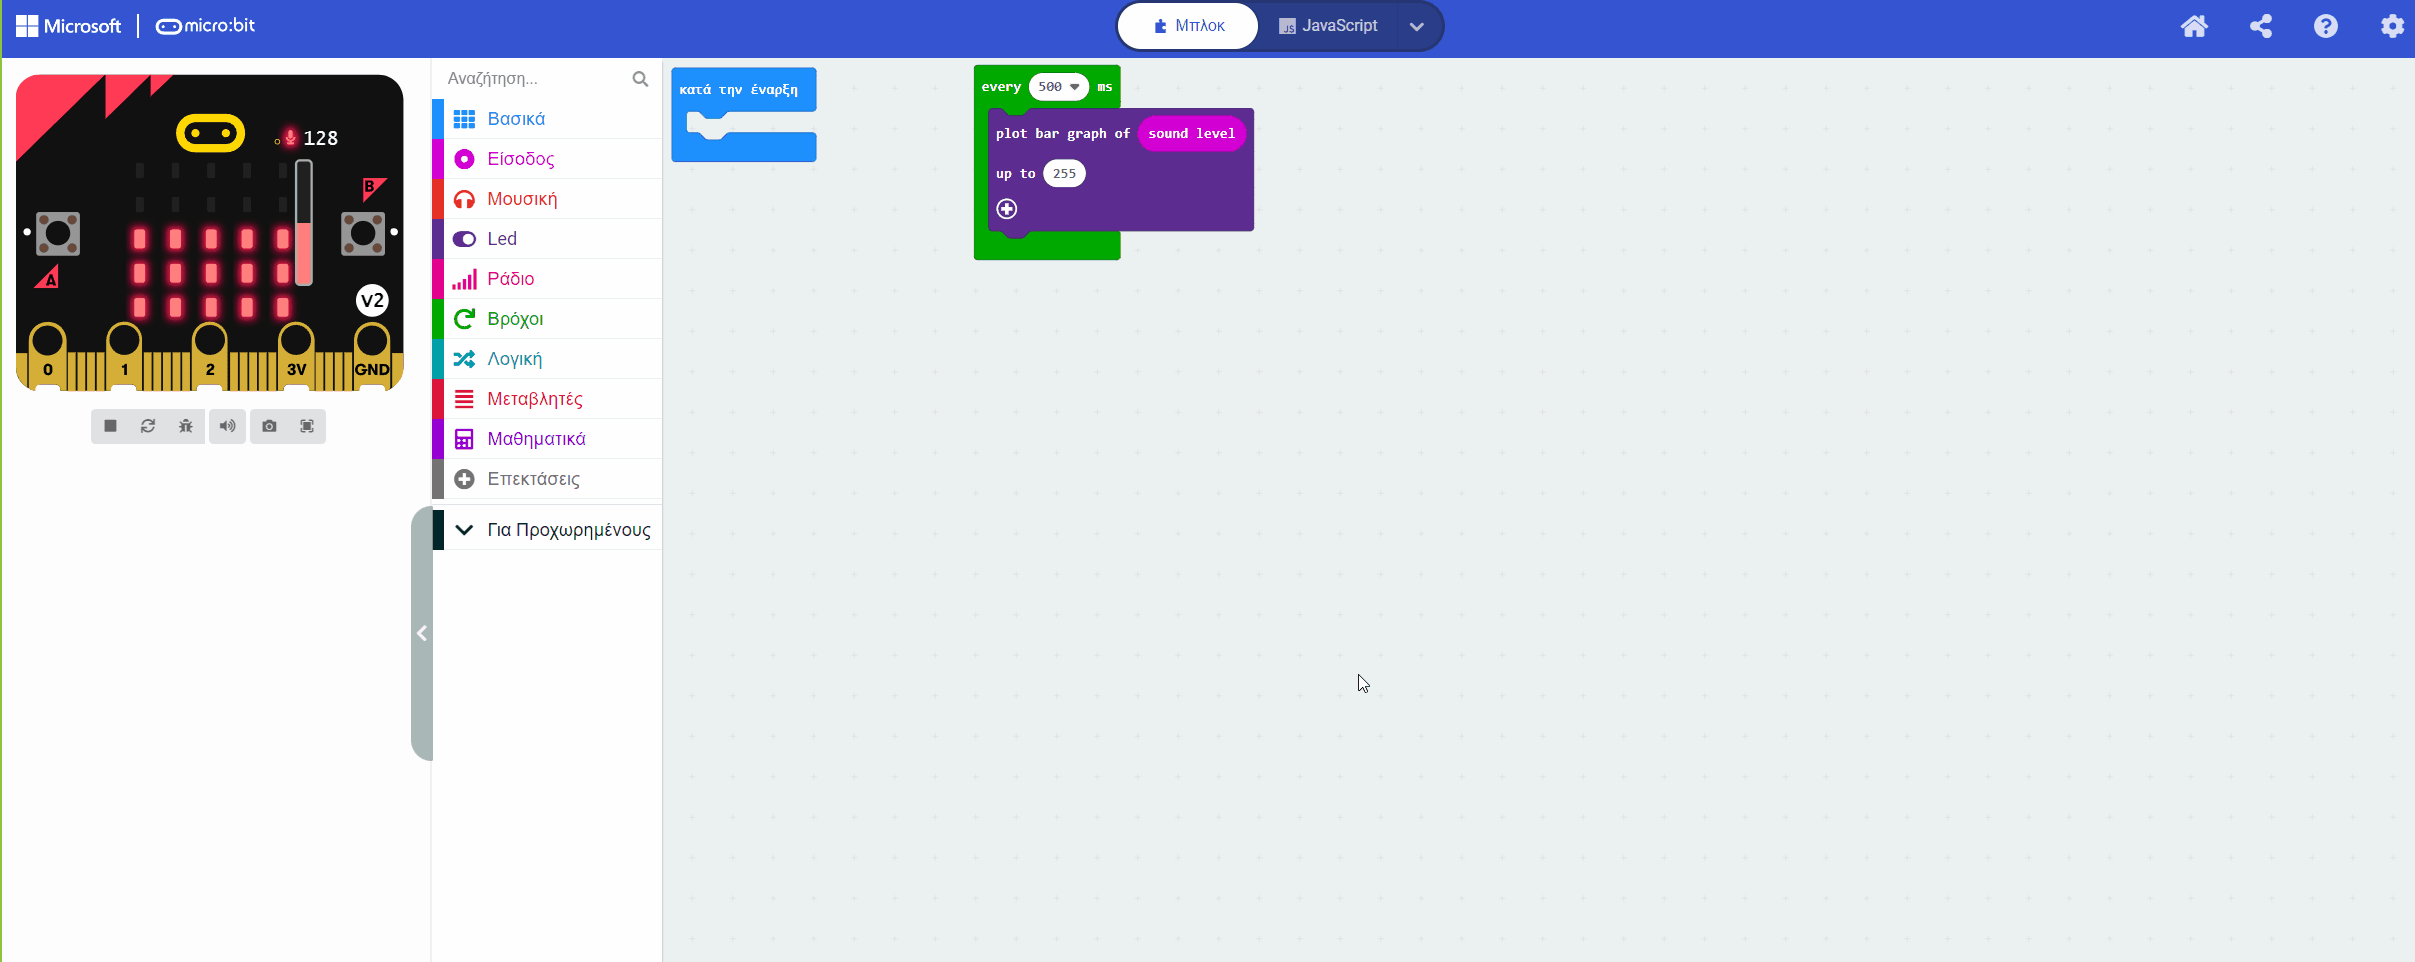 Microsoft micro:bit
Μπλοκ JavaScript
128
B
A
V2
0 1 2 3V GND
Αναζήτηση...
Βασικά
Είσοδος
Μουσική
Led
Ράδιο
Βρόχοι
Λογική
Μεταβλητές
Μαθηματικά
Επεκτάσεις
Για Προχωρημένους
κατά την έναρξη
every 500 ms
plot bar graph of sound level
up to 255